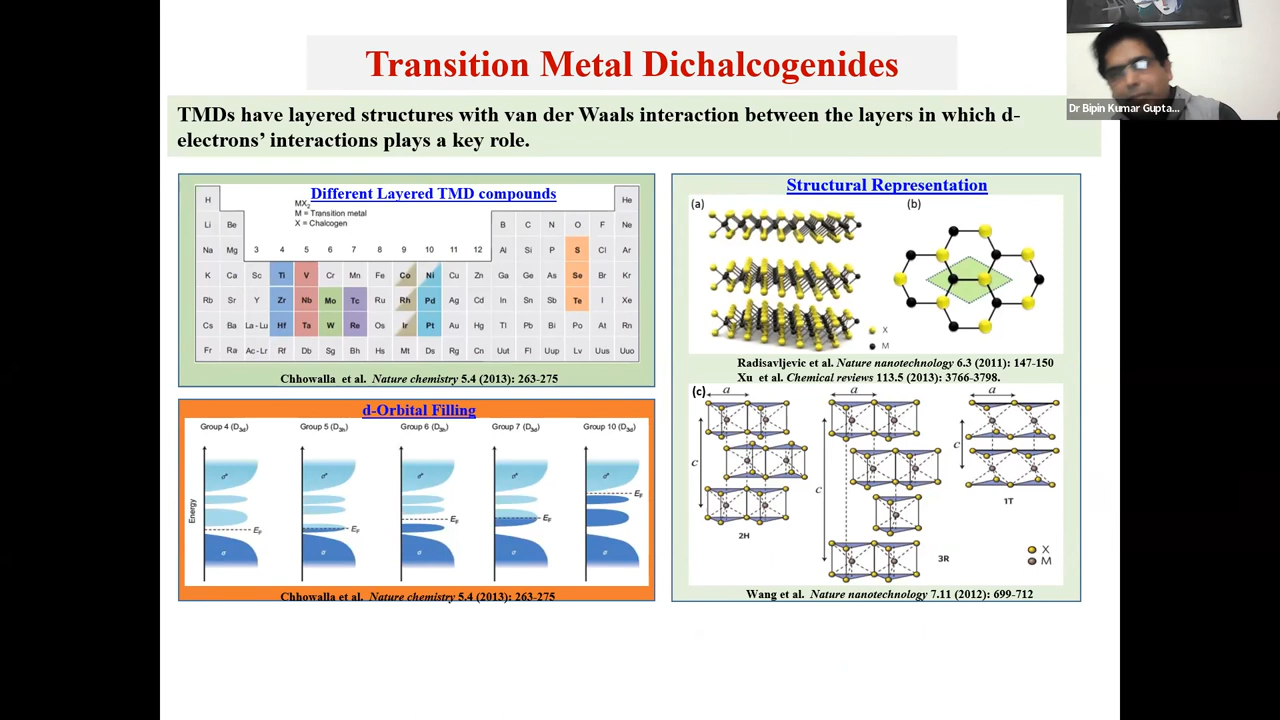 Transition Metal Dichalcogenides
Dr Bipin Kumar Gupta...
TMDs have layered structures with van der Waals interaction between the layers in which d-
electrons' interactions plays a key role.
Different Layered TMD compounds
MX2
M = Transition metal
X = Chalcogen
H He
Li Be B C N O F Ne
Na Mg 3 4 5 6 7 8 9 10 11 12 Al Si P S Cl Ar
K Ca Sc Ti V Cr Mn Fe Co Ni Cu Zn Ga Ge As Se Br Kr
Rb Sr Y Zr Nb Mo Tc Ru Rh Pd Ag Cd In Sn Sb Te I Xe
Cs Ba La - Lu Hf Ta W Re Os Ir Pt Au Hg Tl Pb Bi Po At Rn
Fr Ra Ac-Lr Rf Db Sg Bh Hs Mt Ds Rg Cn Uut Fl Uup Lv Uus Uuo
Chhowalla et al. Nature chemistry 5.4 (2013): 263-275
d-Orbital Filling
Group 4 (D3d) Group 5 (D3h) Group 6 (D3h) Group 7 (D3d) Group 10 (D3d)
Energy
σ* σ* σ* σ* σ*
EF EF EF EF EF
σ σ σ σ σ
Chhowalla et al. Nature chemistry 5.4 (2013): 263-275
Structural Representation
(a) (b)
X
M
Radisavljevic et al. Nature nanotechnology 6.3 (2011): 147-150
Xu et al. Chemical reviews 113.5 (2013): 3766-3798.
(c) a a a
c c c
2H 3R 1T
X
M
Wang et al. Nature nanotechnology 7.11 (2012): 699-712